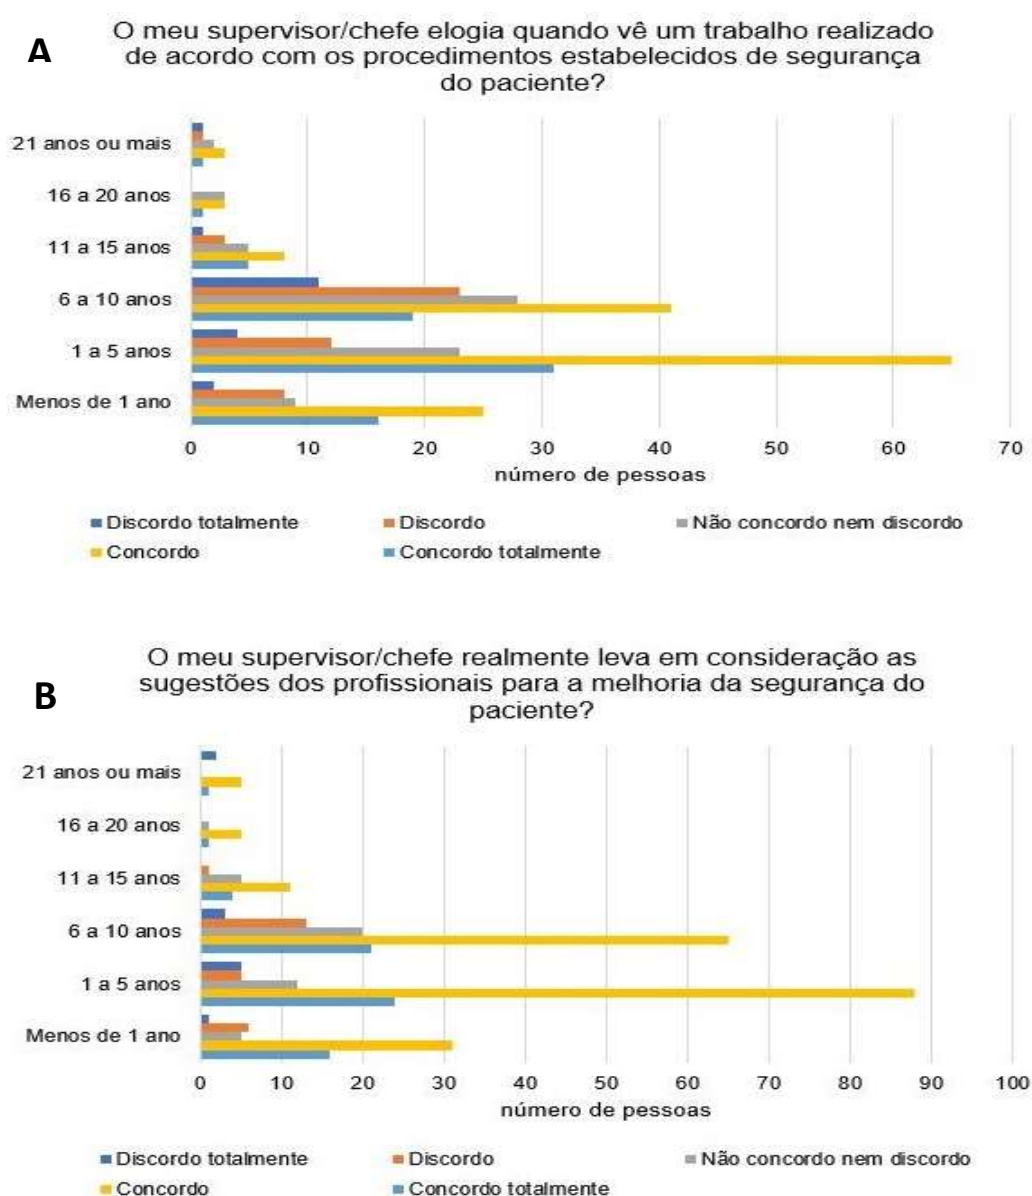 A
O meu supervisor/chefe elogia quando vê um trabalho realizado
de acordo com os procedimentos estabelecidos de segurança
do paciente?
21 anos ou mais
16 a 20 anos
11 a 15 anos
6 a 10 anos
1 a 5 anos
Menos de 1 ano
0 10 20 30 40 50 60 70
número de pessoas
Discordo totalmente Discordo Não concordo nem discordo
Concordo Concordo totalmente
B
O meu supervisor/chefe realmente leva em consideração as
sugestões dos profissionais para a melhoria da segurança do
paciente?
21 anos ou mais
16 a 20 anos
11 a 15 anos
6 a 10 anos
1 a 5 anos
Menos de 1 ano
0 10 20 30 40 50 60 70 80 90 100
número de pessoas
Discordo totalmente Discordo Não concordo nem discordo
Concordo Concordo totalmente